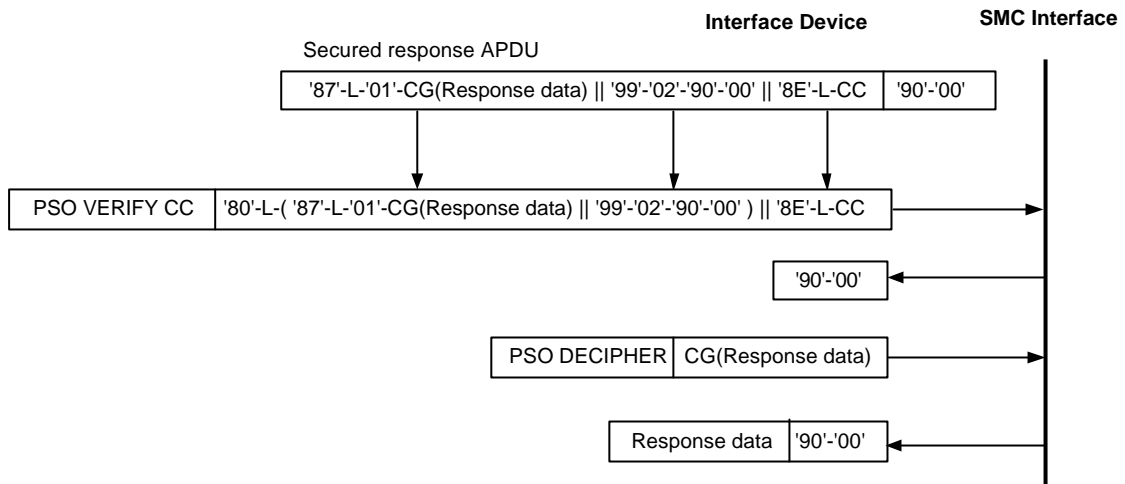 Interface Device
SMC Interface
Secured response APDU
'87'-L-'01'-CG(Response data) || '99'-'02'-'90'-'00' || '8E'-L-CC '90'-'00'
PSO VERIFY CC '80'-L-( '87'-L-'01'-CG(Response data) || '99'-'02'-'90'-'00' ) || '8E'-L-CC
'90'-'00'
PSO DECIPHER CG(Response data)
Response data '90'-'00'